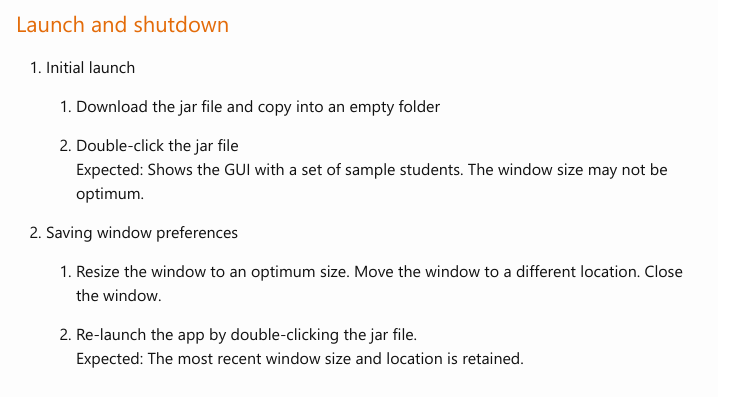 Launch and shutdown
1. Initial launch
1. Download the jar file and copy into an empty folder
2. Double-click the jar file
Expected: Shows the GUI with a set of sample students. The window size may not be
optimum.
2. Saving window preferences
1. Resize the window to an optimum size. Move the window to a different location. Close
the window.
2. Re-launch the app by double-clicking the jar file.
Expected: The most recent window size and location is retained.